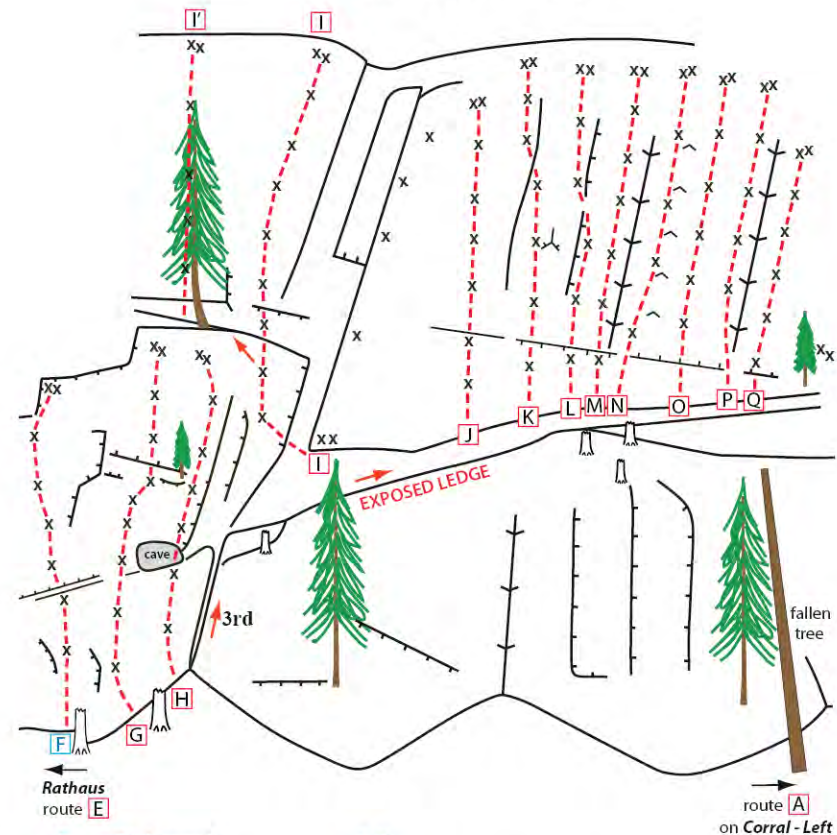 I'
I
J
K
L
M
N
O
P
Q
I
EXPOSED LEDGE
cave
3rd
fallen
tree
H
G
F
Rathaus
route E
route A
on Corral - Left